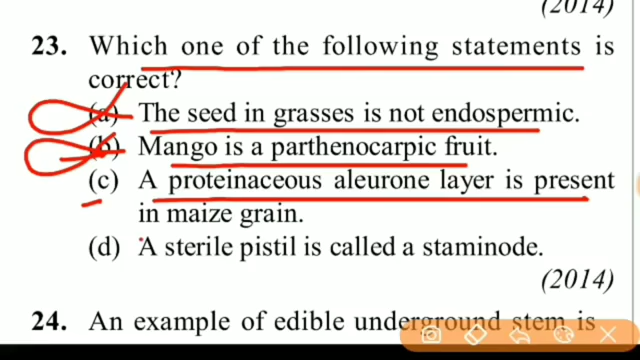 (2014)
23. Which one of the following statements is
correct?
(a) The seed in grasses is not endospermic.
(b) Mango is a parthenocarpic fruit.
(c) A proteinaceous aleurone layer is present
in maize grain.
(d) A sterile pistil is called a staminode.
(2014)
24. An example of edible underground stem is